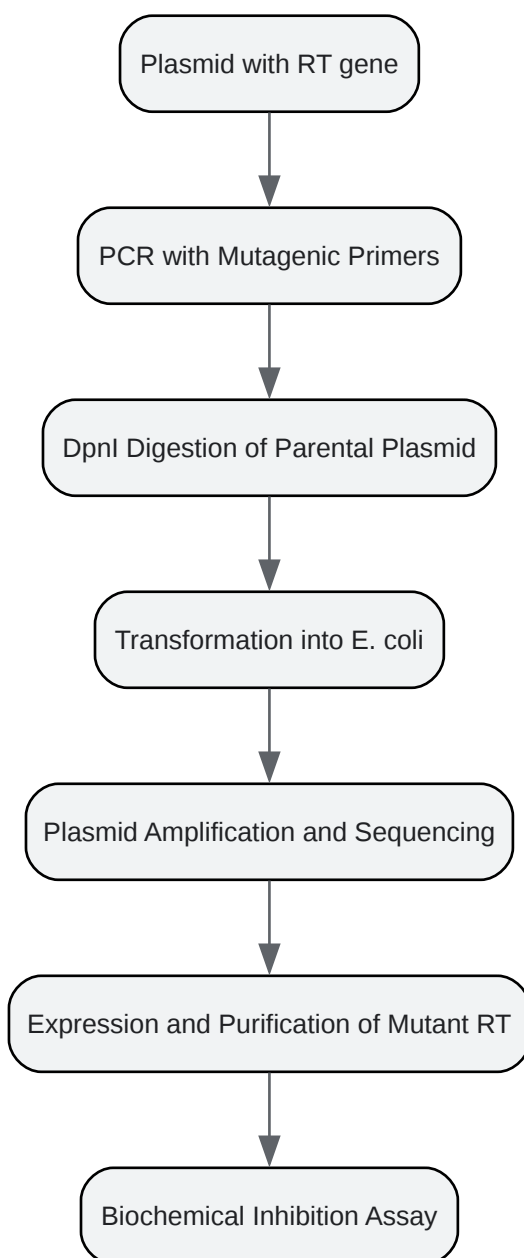 Plasmid with RT gene
PCR with Mutagenic Primers
DpnI Digestion of Parental Plasmid
Transformation into E. coli
Plasmid Amplification and Sequencing
Expression and Purification of Mutant RT
Biochemical Inhibition Assay